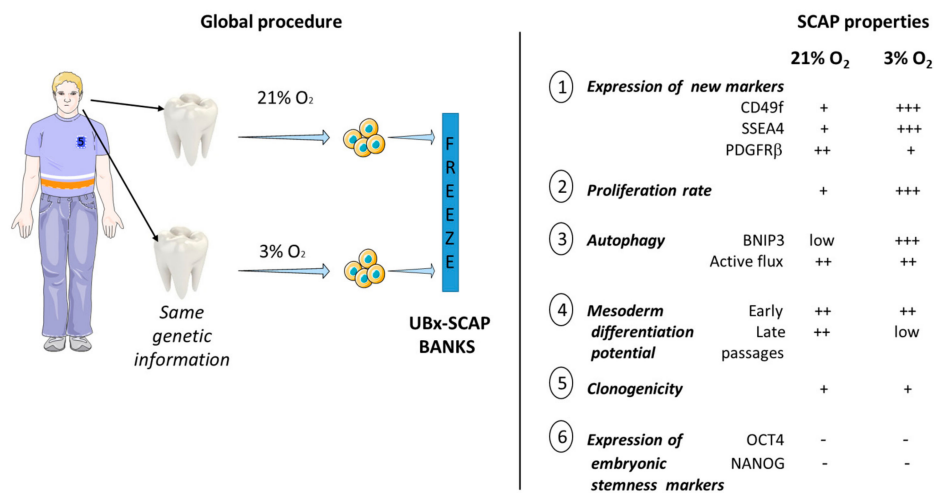 Global procedure
21% O2
3% O2
5
Same
genetic
information
FREEZE
UBx-SCAP
BANKS
SCAP properties
21% O2 3% O2
1 Expression of new markers
CD49f + +++
SSEA4 + +++
PDGFRβ ++ +
2 Proliferation rate + +++
3 Autophagy BNIP3 low +++
Active flux ++ ++
4 Mesoderm Early ++ ++
differentiation Late ++ low
potential passages
5 Clonogenicity + +
6 Expression of OCT4 - -
embryonic NANOG - -
stemness markers